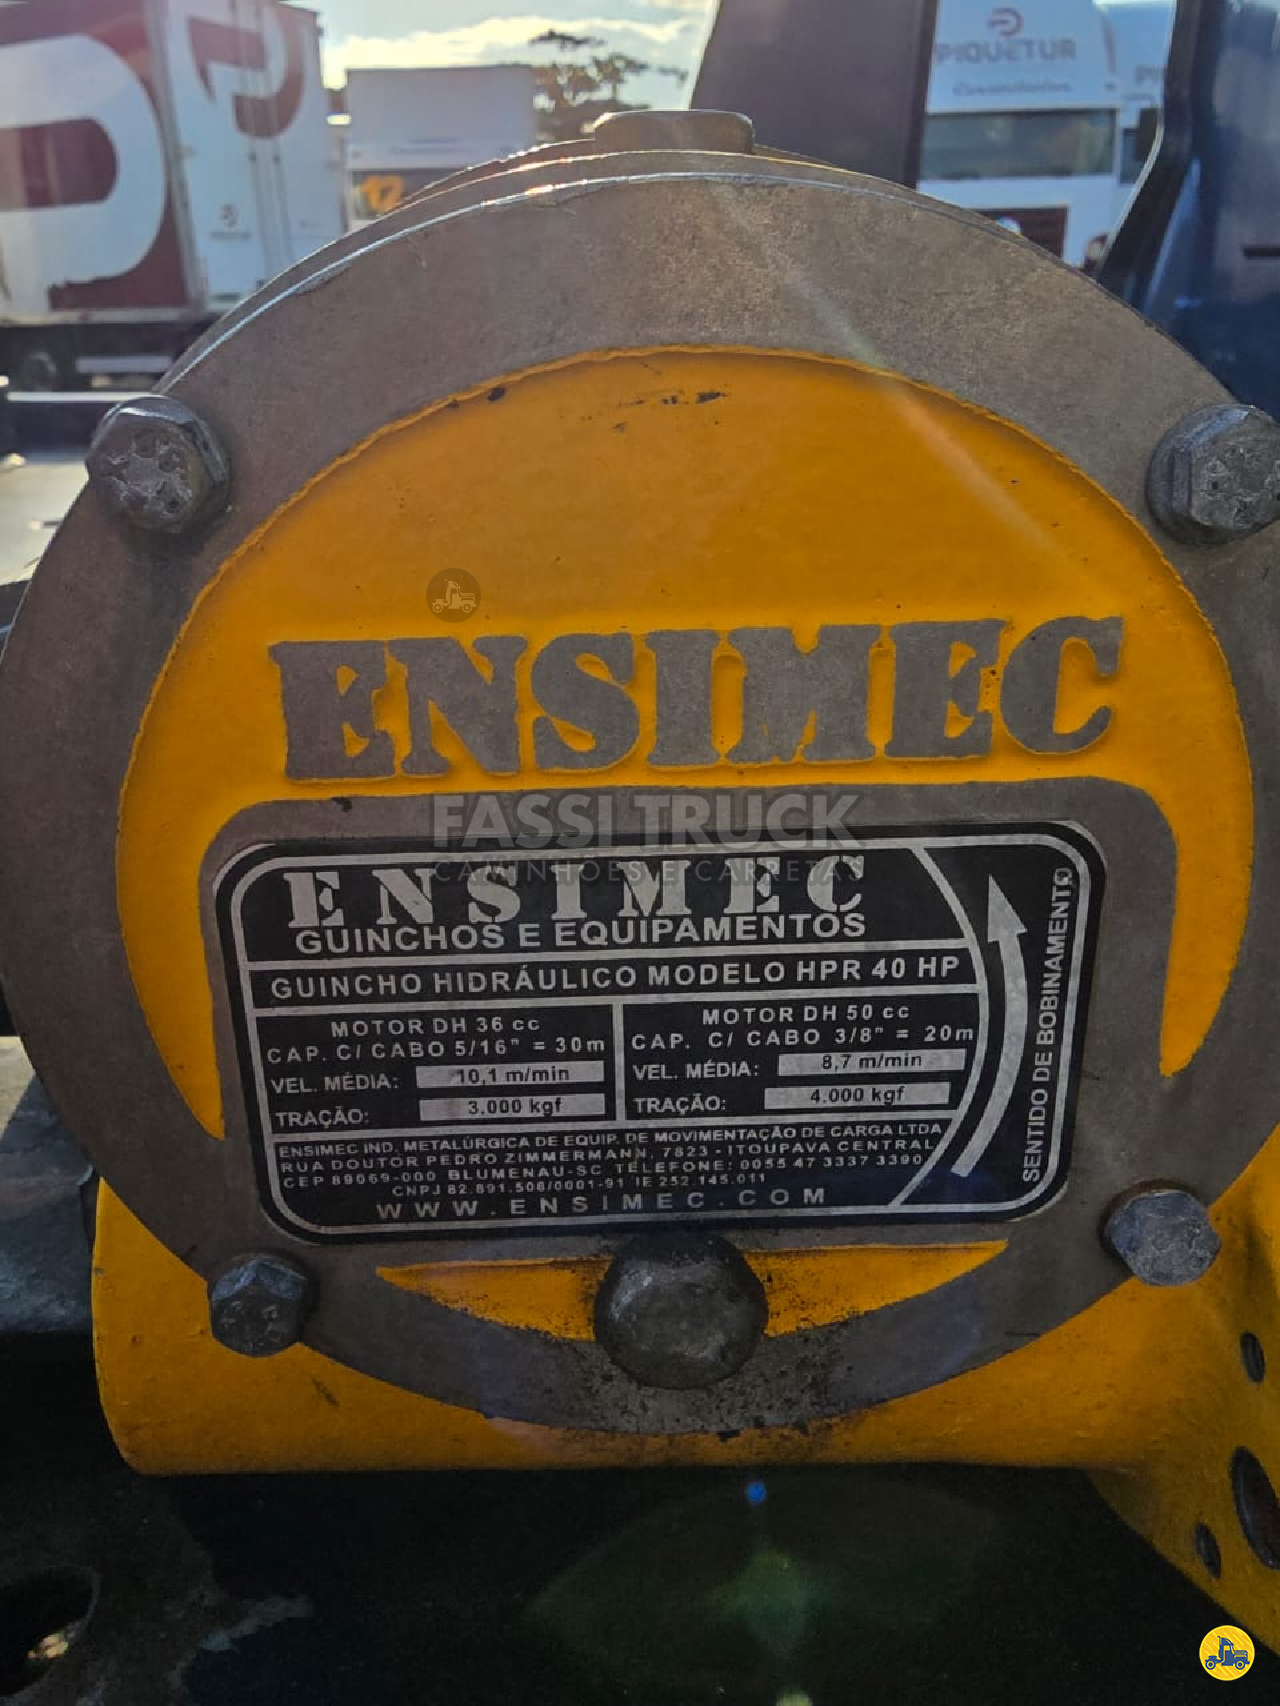 PIQUETUR
12
ENSIMEC
FASSI TRUCK
CAMINHÕES E CARRETAS
ENSIMEC
GUINCHOS E EQUIPAMENTOS
GUINCHO HIDRÁULICO MODELO HPR 40 HP
MOTOR DH 36 cc
CAP. C/ CABO 5/16" = 30m
VEL. MÉDIA: 10,1 m/min
TRAÇÃO: 3.000 kgf
MOTOR DH 50 cc
CAP. C/ CABO 3/8" = 20m
VEL. MÉDIA: 8,7 m/min
TRAÇÃO: 4.000 kgf
SENTIDO DE BOBINAMENTO
ENSIMEC IND. METALÚRGICA DE EQUIP. DE MOVIMENTAÇÃO DE CARGA LTDA
RUA DOUTOR PEDRO ZIMMERMANN, 7823 - ITOUPAVA CENTRAL
CEP 89069-000 BLUMENAU-SC TELEFONE: 0055 47 3337 3390
CNPJ 82.891.506/0001-91 IE 252.145.011
WWW.ENSIMEC.COM